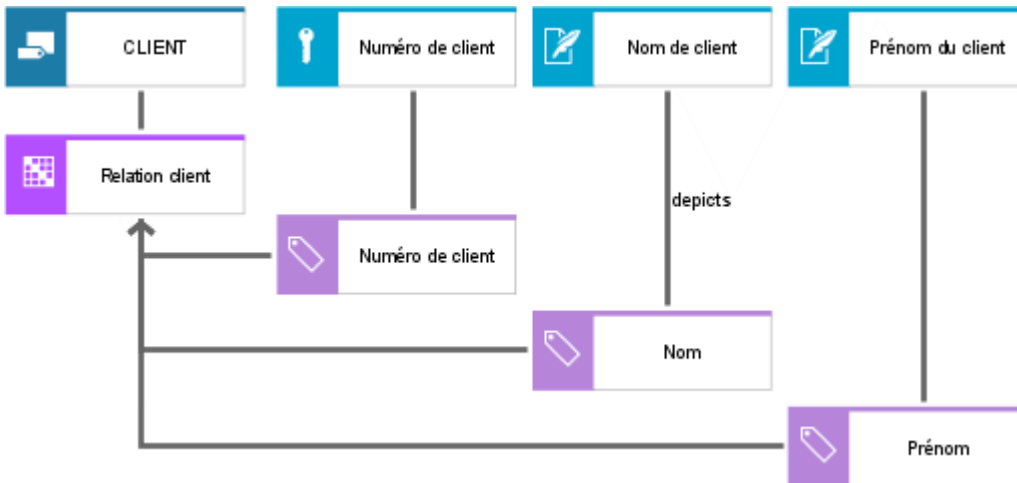 CLIENT
Numéro de client
Nom de client
Prénom du client
Relation client
depicts
Numéro de client
Nom
Prénom